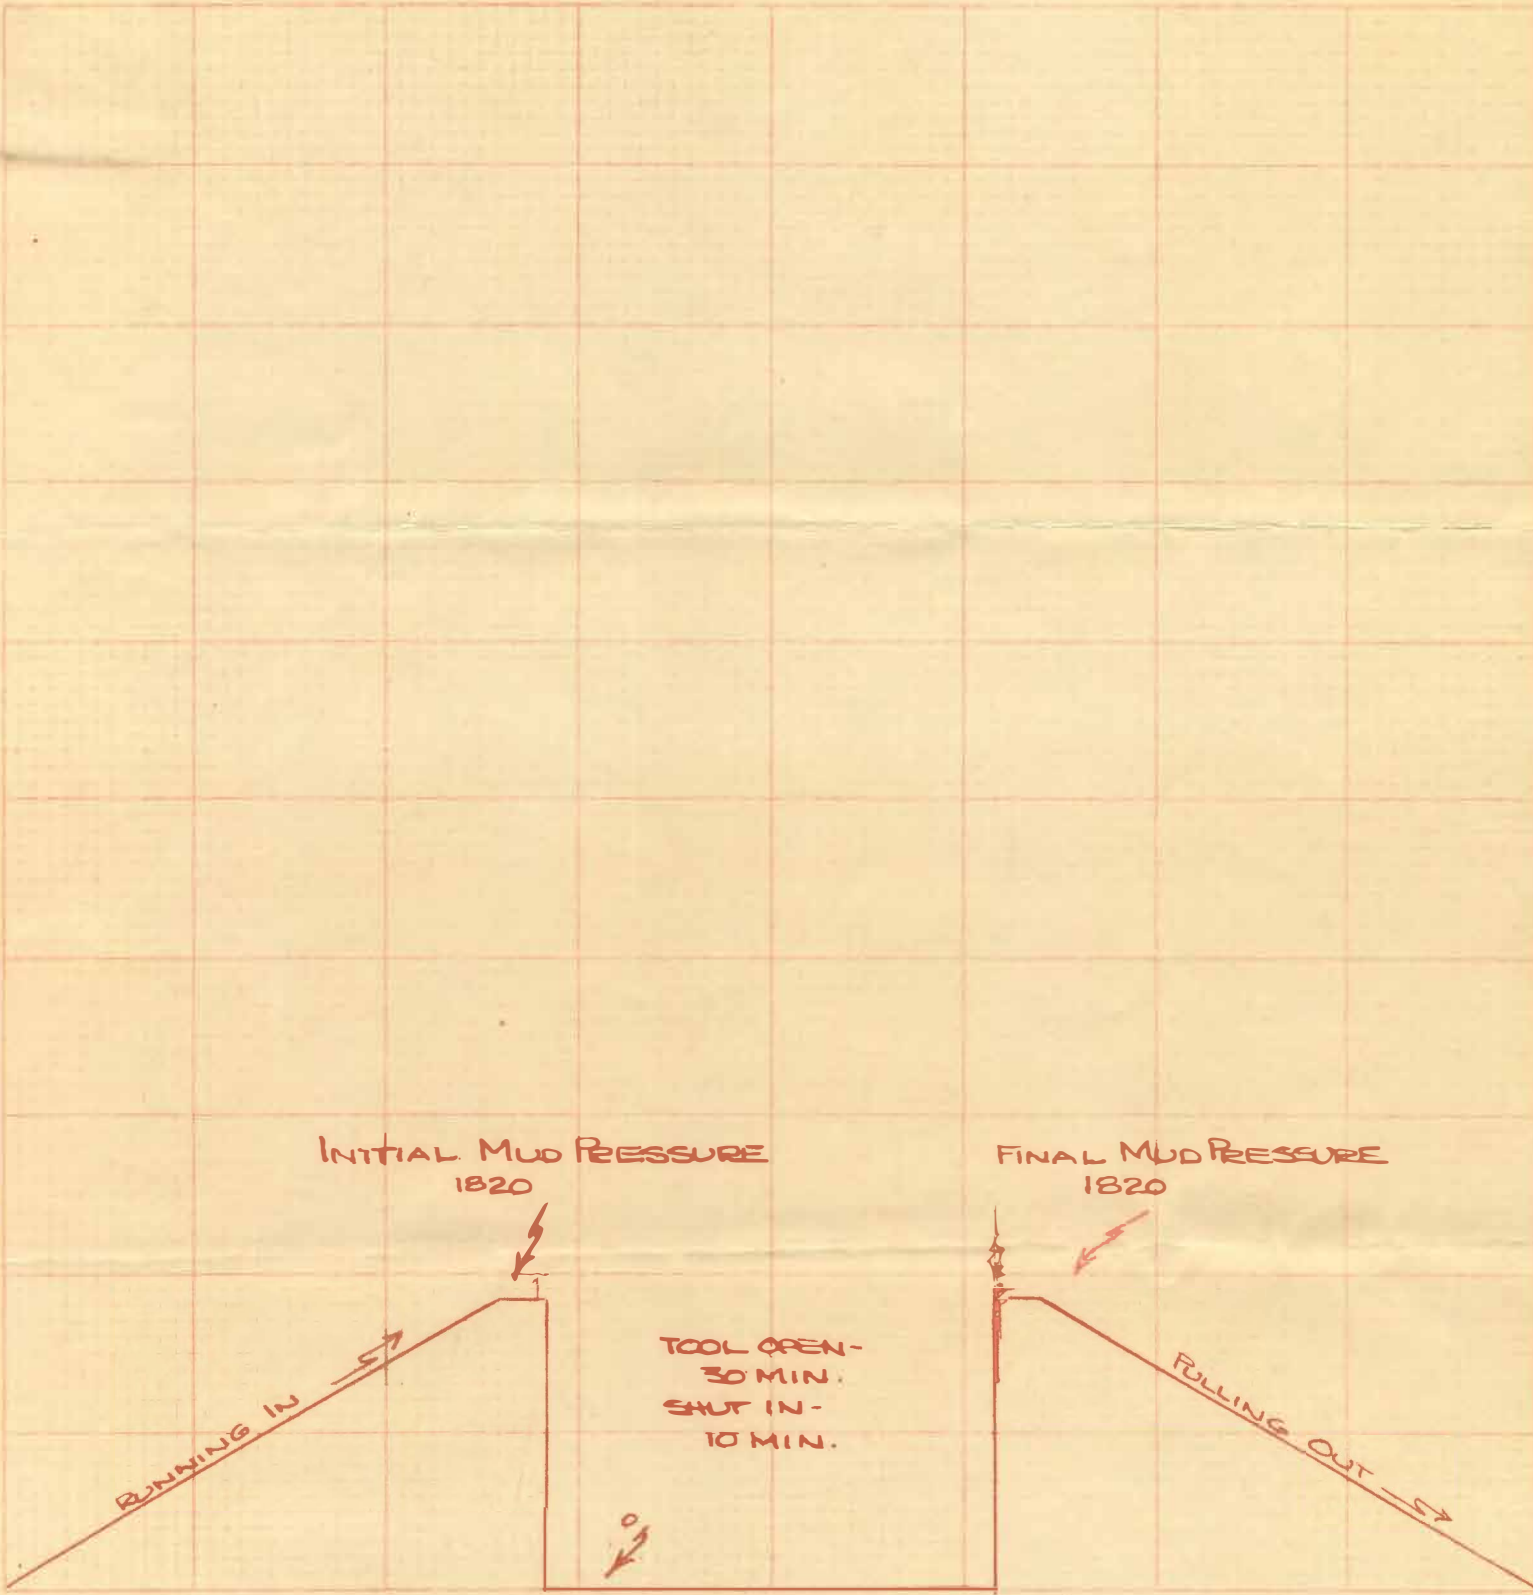 INITIAL MUD PRESSURE
1820
FINAL MUD PRESSURE
1820
RUNNING IN
TOOL OPEN-
30 MIN.
SHUT IN-
10 MIN.
PULLING OUT
0